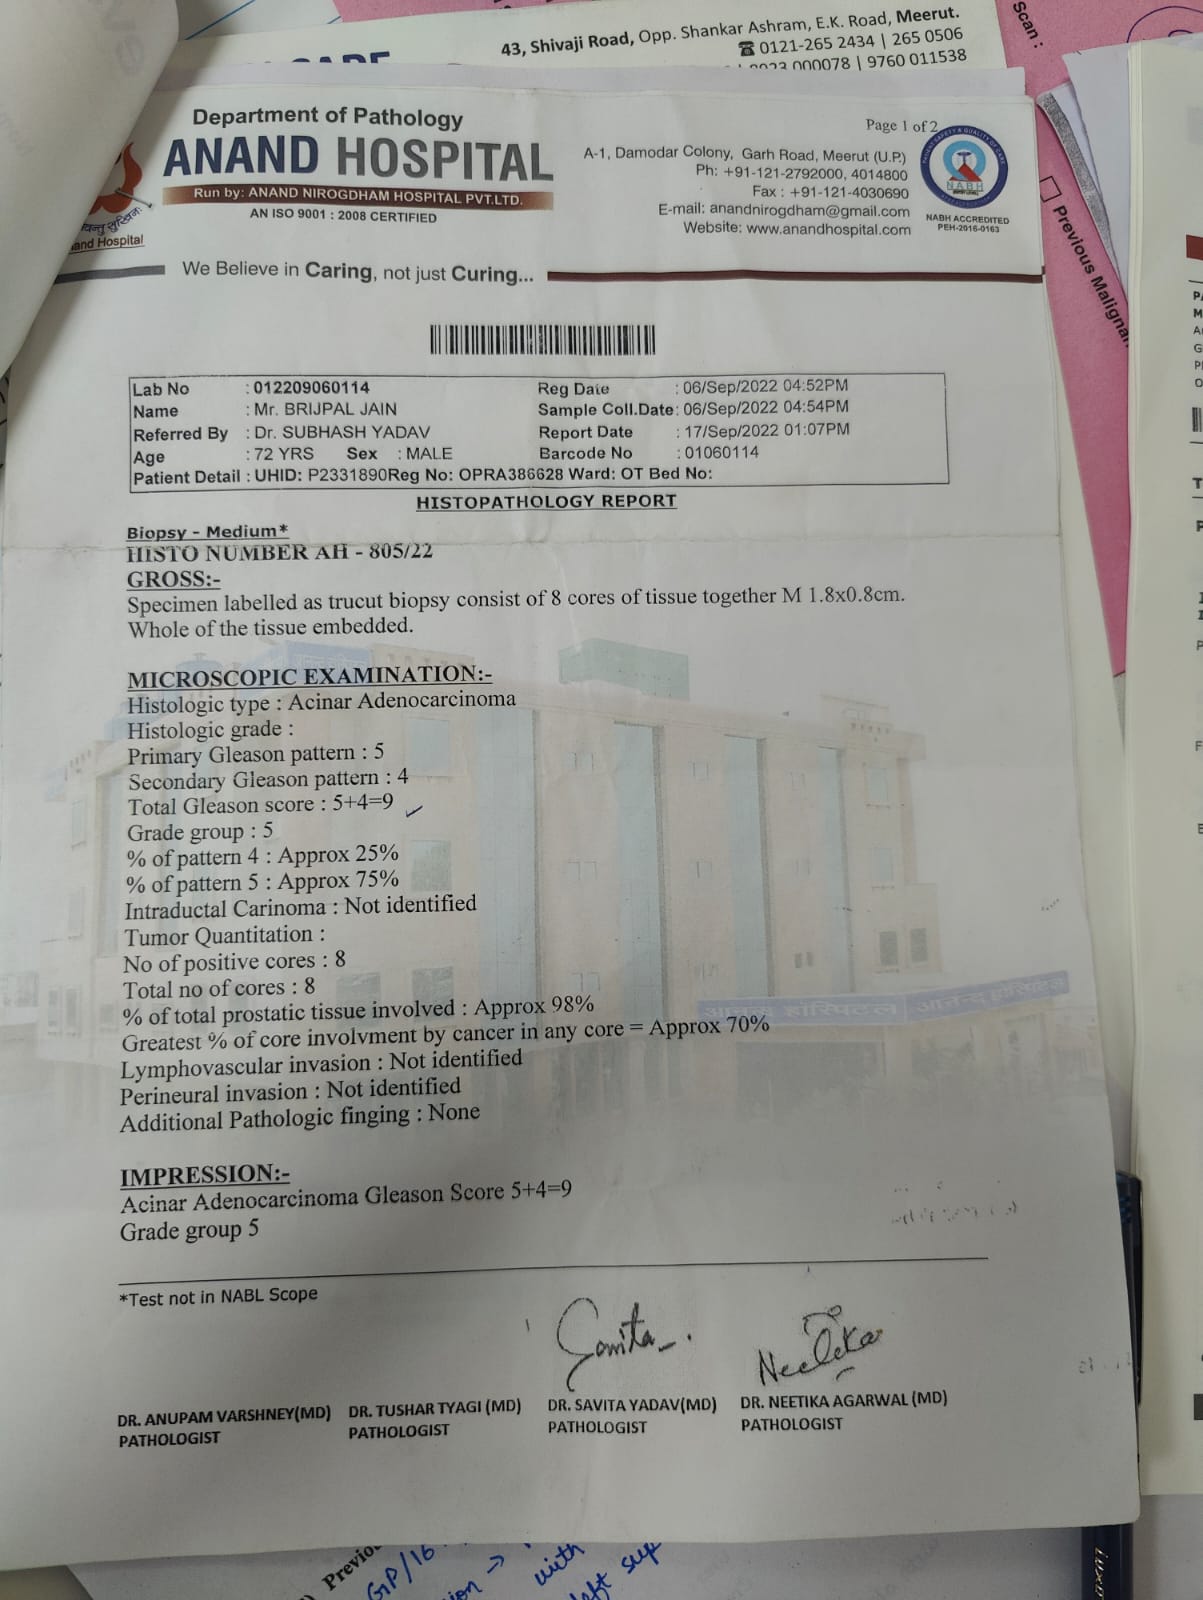 43, Shivaji Road, Opp. Shankar Ashram, E.K. Road, Meerut.
☎ 0121-265 2434 | 265 0506
000078 | 9760 011538
Scan :
Department of Pathology
ANAND HOSPITAL
Run by: ANAND NIROGDHAM HOSPITAL PVT.LTD.
AN ISO 9001 : 2008 CERTIFIED
and Hospital
Page 1 of 2
A-1, Damodar Colony, Garh Road, Meerut (U.P.)
Ph: +91-121-2792000, 4014800
Fax : +91-121-4030690
E-mail: anandnirogdham@gmail.com
Website: www.anandhospital.com
NABH
NABH ACCREDITED
PEH-2016-0163
Previous Malignan
We Believe in Caring, not just Curing...
Lab No : 012209060114 Reg Date : 06/Sep/2022 04:52PM
Name : Mr. BRIJPAL JAIN Sample Coll.Date: 06/Sep/2022 04:54PM
Referred By : Dr. SUBHASH YADAV Report Date : 17/Sep/2022 01:07PM
Age : 72 YRS Sex : MALE Barcode No : 01060114
Patient Detail : UHID: P2331890Reg No: OPRA386628 Ward: OT Bed No:
HISTOPATHOLOGY REPORT
Biopsy - Medium*
HISTO NUMBER AH - 805/22
GROSS:-
Specimen labelled as trucut biopsy consist of 8 cores of tissue together M 1.8x0.8cm.
Whole of the tissue embedded.
MICROSCOPIC EXAMINATION:-
Histologic type : Acinar Adenocarcinoma
Histologic grade :
Primary Gleason pattern : 5
Secondary Gleason pattern : 4
Total Gleason score : 5+4=9
Grade group : 5
% of pattern 4 : Approx 25%
% of pattern 5 : Approx 75%
Intraductal Carinoma : Not identified
Tumor Quantitation :
No of positive cores : 8
Total no of cores : 8
% of total prostatic tissue involved : Approx 98%
Greatest % of core involvment by cancer in any core = Approx 70%
Lymphovascular invasion : Not identified
Perineural invasion : Not identified
Additional Pathologic finging : None
आनन्द हॉस्पिटल आनन्द हॉस्पिटल
IMPRESSION:-
Acinar Adenocarcinoma Gleason Score 5+4=9
Grade group 5
*Test not in NABL Scope
Savita
Neetika
DR. ANUPAM VARSHNEY(MD) DR. TUSHAR TYAGI (MD) DR. SAVITA YADAV(MD) DR. NEETIKA AGARWAL (MD)
PATHOLOGIST PATHOLOGIST PATHOLOGIST PATHOLOGIST
Previo
GP/16
with